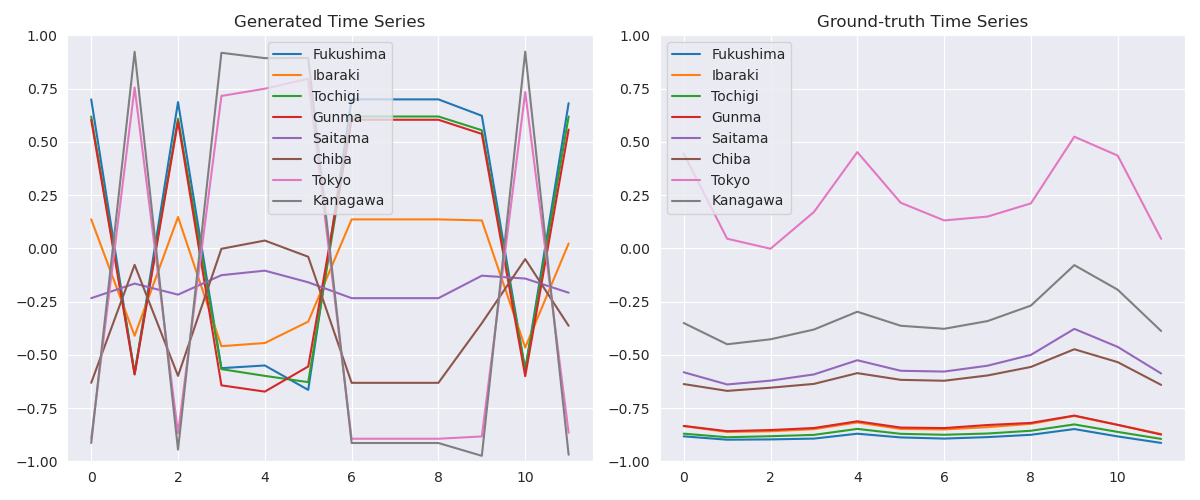 Generated Time Series
1.00
0.75
0.50
0.25
0.00
−0.25
−0.50
−0.75
−1.00
0 2 4 6 8 10
Fukushima
Ibaraki
Tochigi
Gunma
Saitama
Chiba
Tokyo
Kanagawa
Ground-truth Time Series
1.00
0.75
0.50
0.25
0.00
−0.25
−0.50
−0.75
−1.00
0 2 4 6 8 10
Fukushima
Ibaraki
Tochigi
Gunma
Saitama
Chiba
Tokyo
Kanagawa